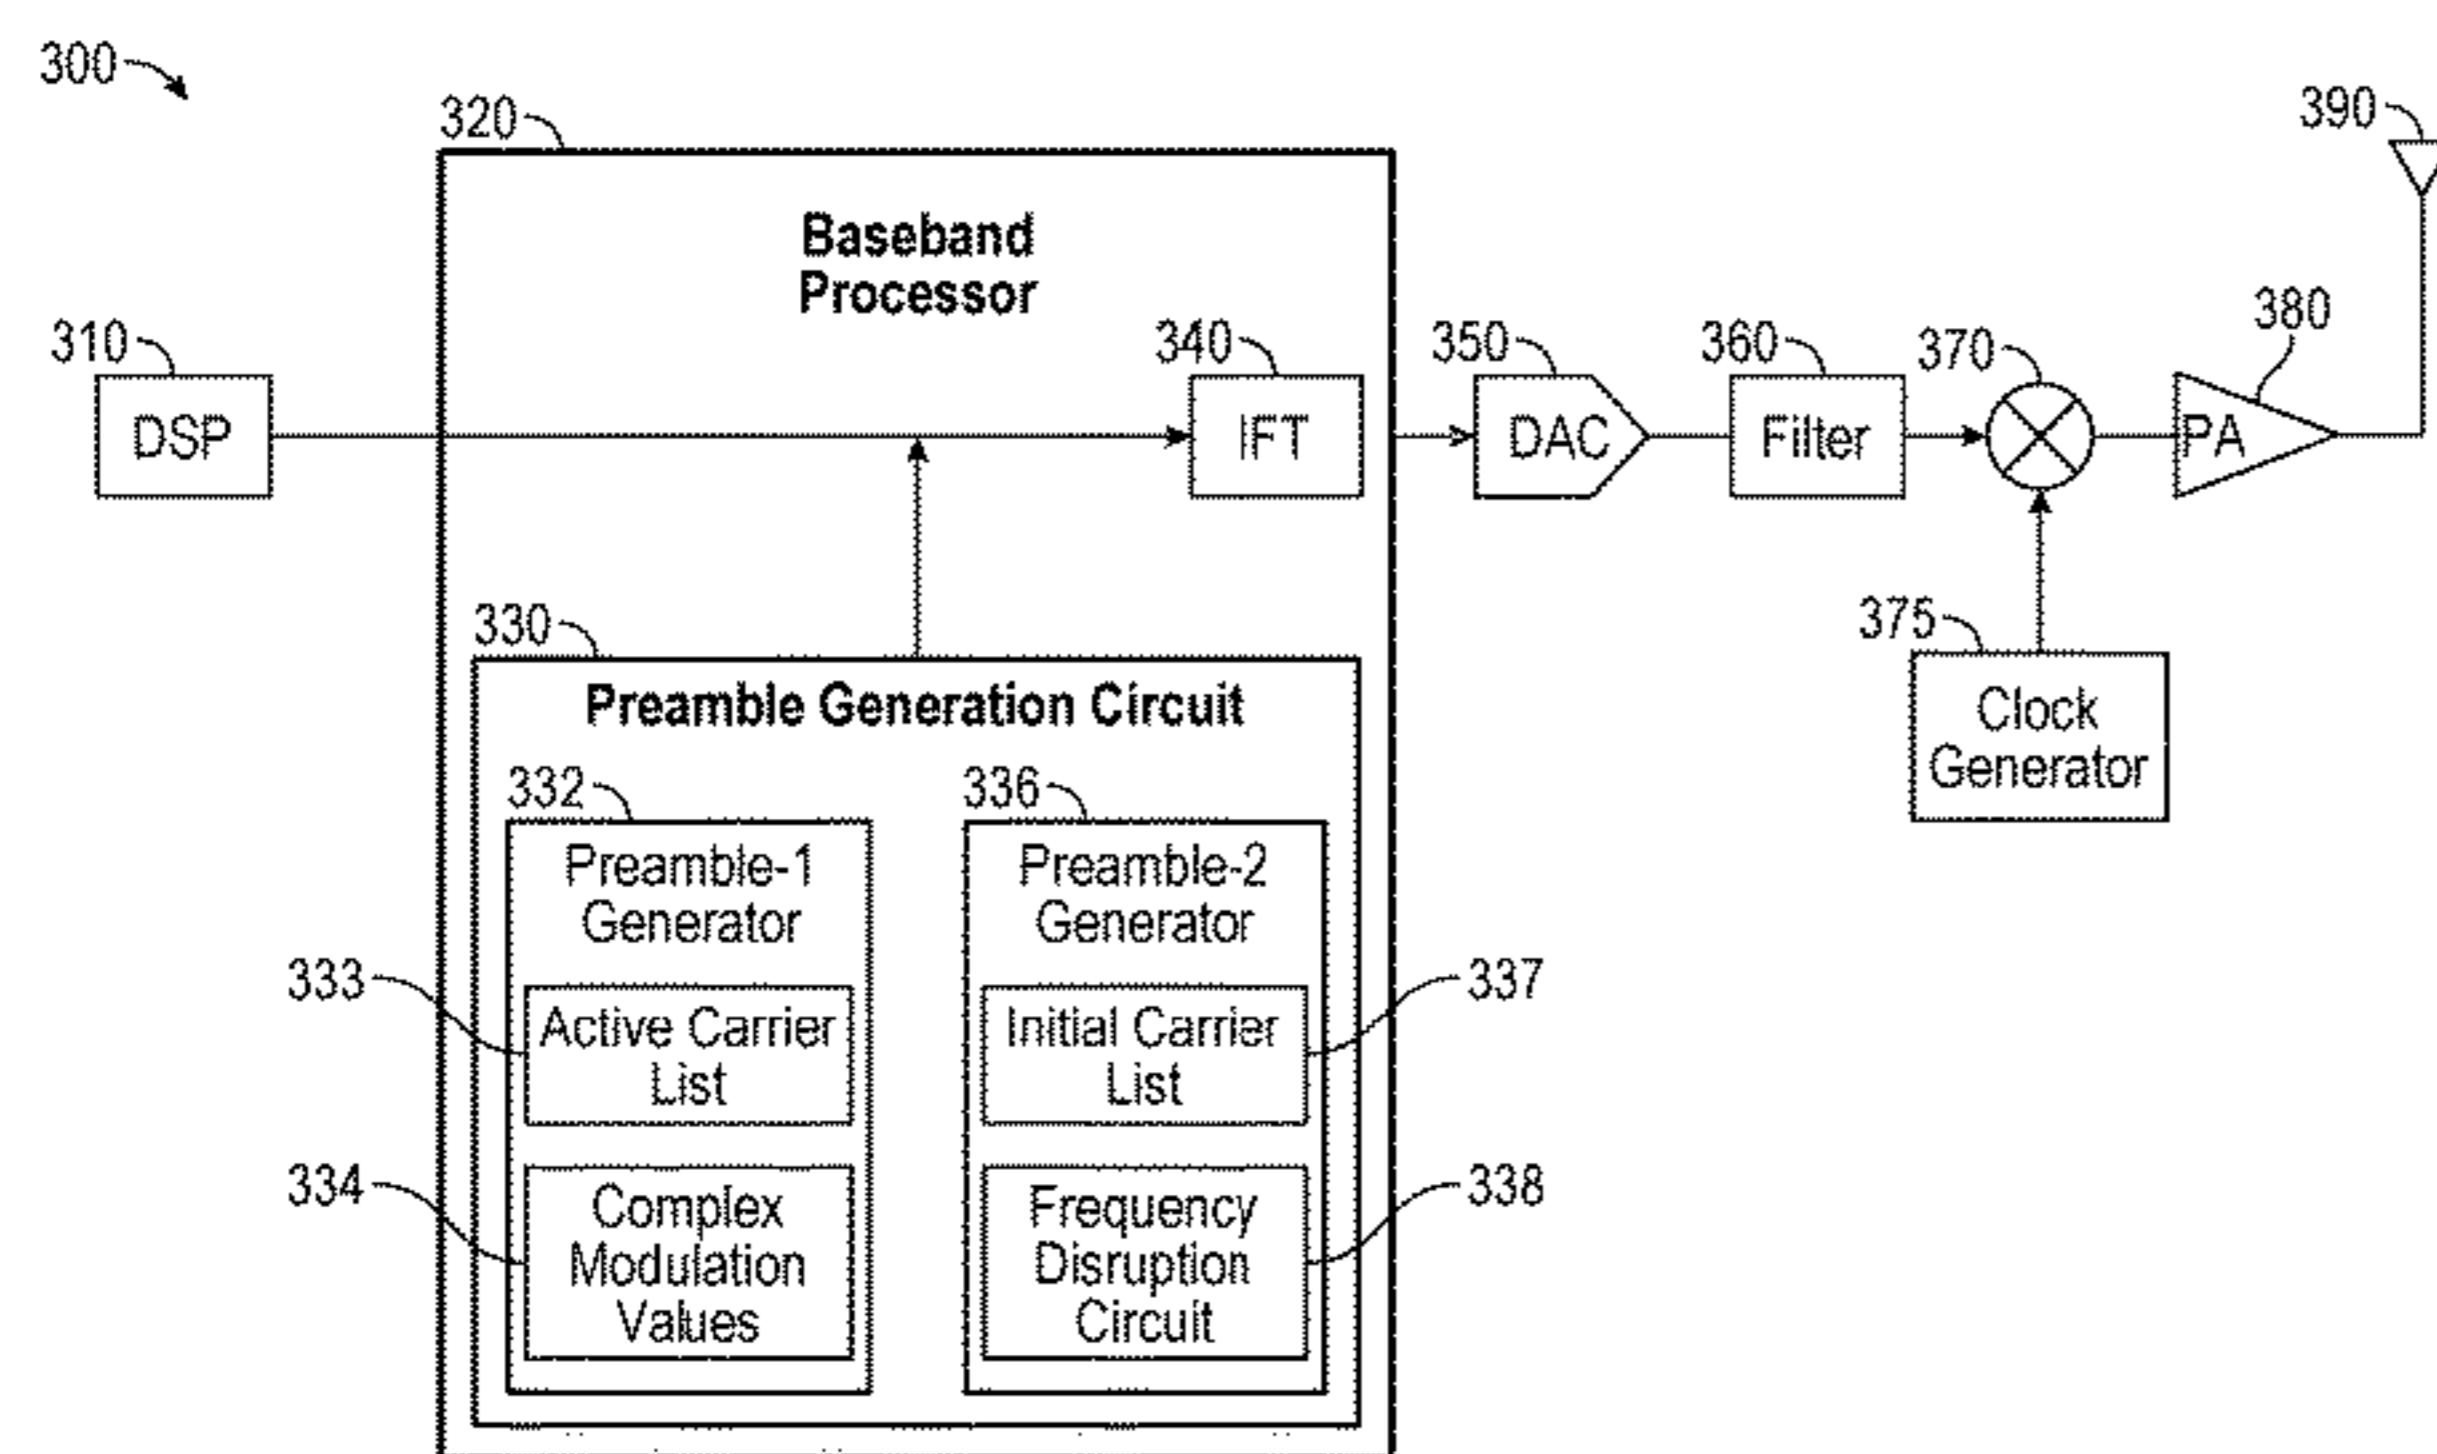 300
320
390
Baseband
Processor
310
340
350
360
370
380
DSP
IFT
DAC
Filter
PA
330
375
Preamble Generation Circuit
Clock
Generator
332
336
Preamble-1
Generator
Preamble-2
Generator
333
337
Active Carrier
List
Initial Carrier
List
334
338
Complex
Modulation
Values
Frequency
Disruption
Circuit